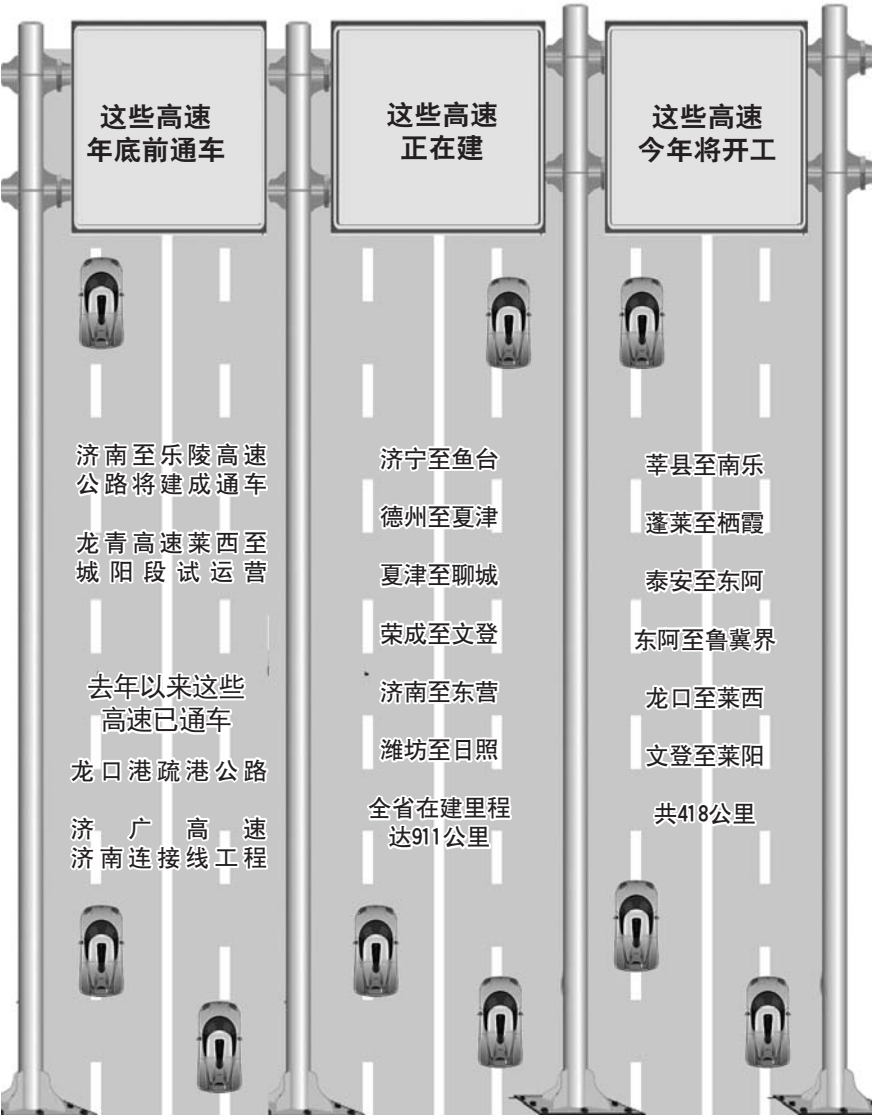 这些高速
年底前通车
济南至乐陵高速
公路将建成通车
龙青高速莱西至
城阳段试运营
去年以来这些
高速已通车
龙口港疏港公路
济广高速
济南连接线工程
这些高速
正在建
济宁至鱼台
德州至夏津
夏津至聊城
荣成至文登
济南至东营
潍坊至日照
全省在建里程
达911公里
这些高速
今年将开工
莘县至南乐
蓬莱至栖霞
泰安至东阿
东阿至鲁冀界
龙口至莱西
文登至莱阳
共418公里